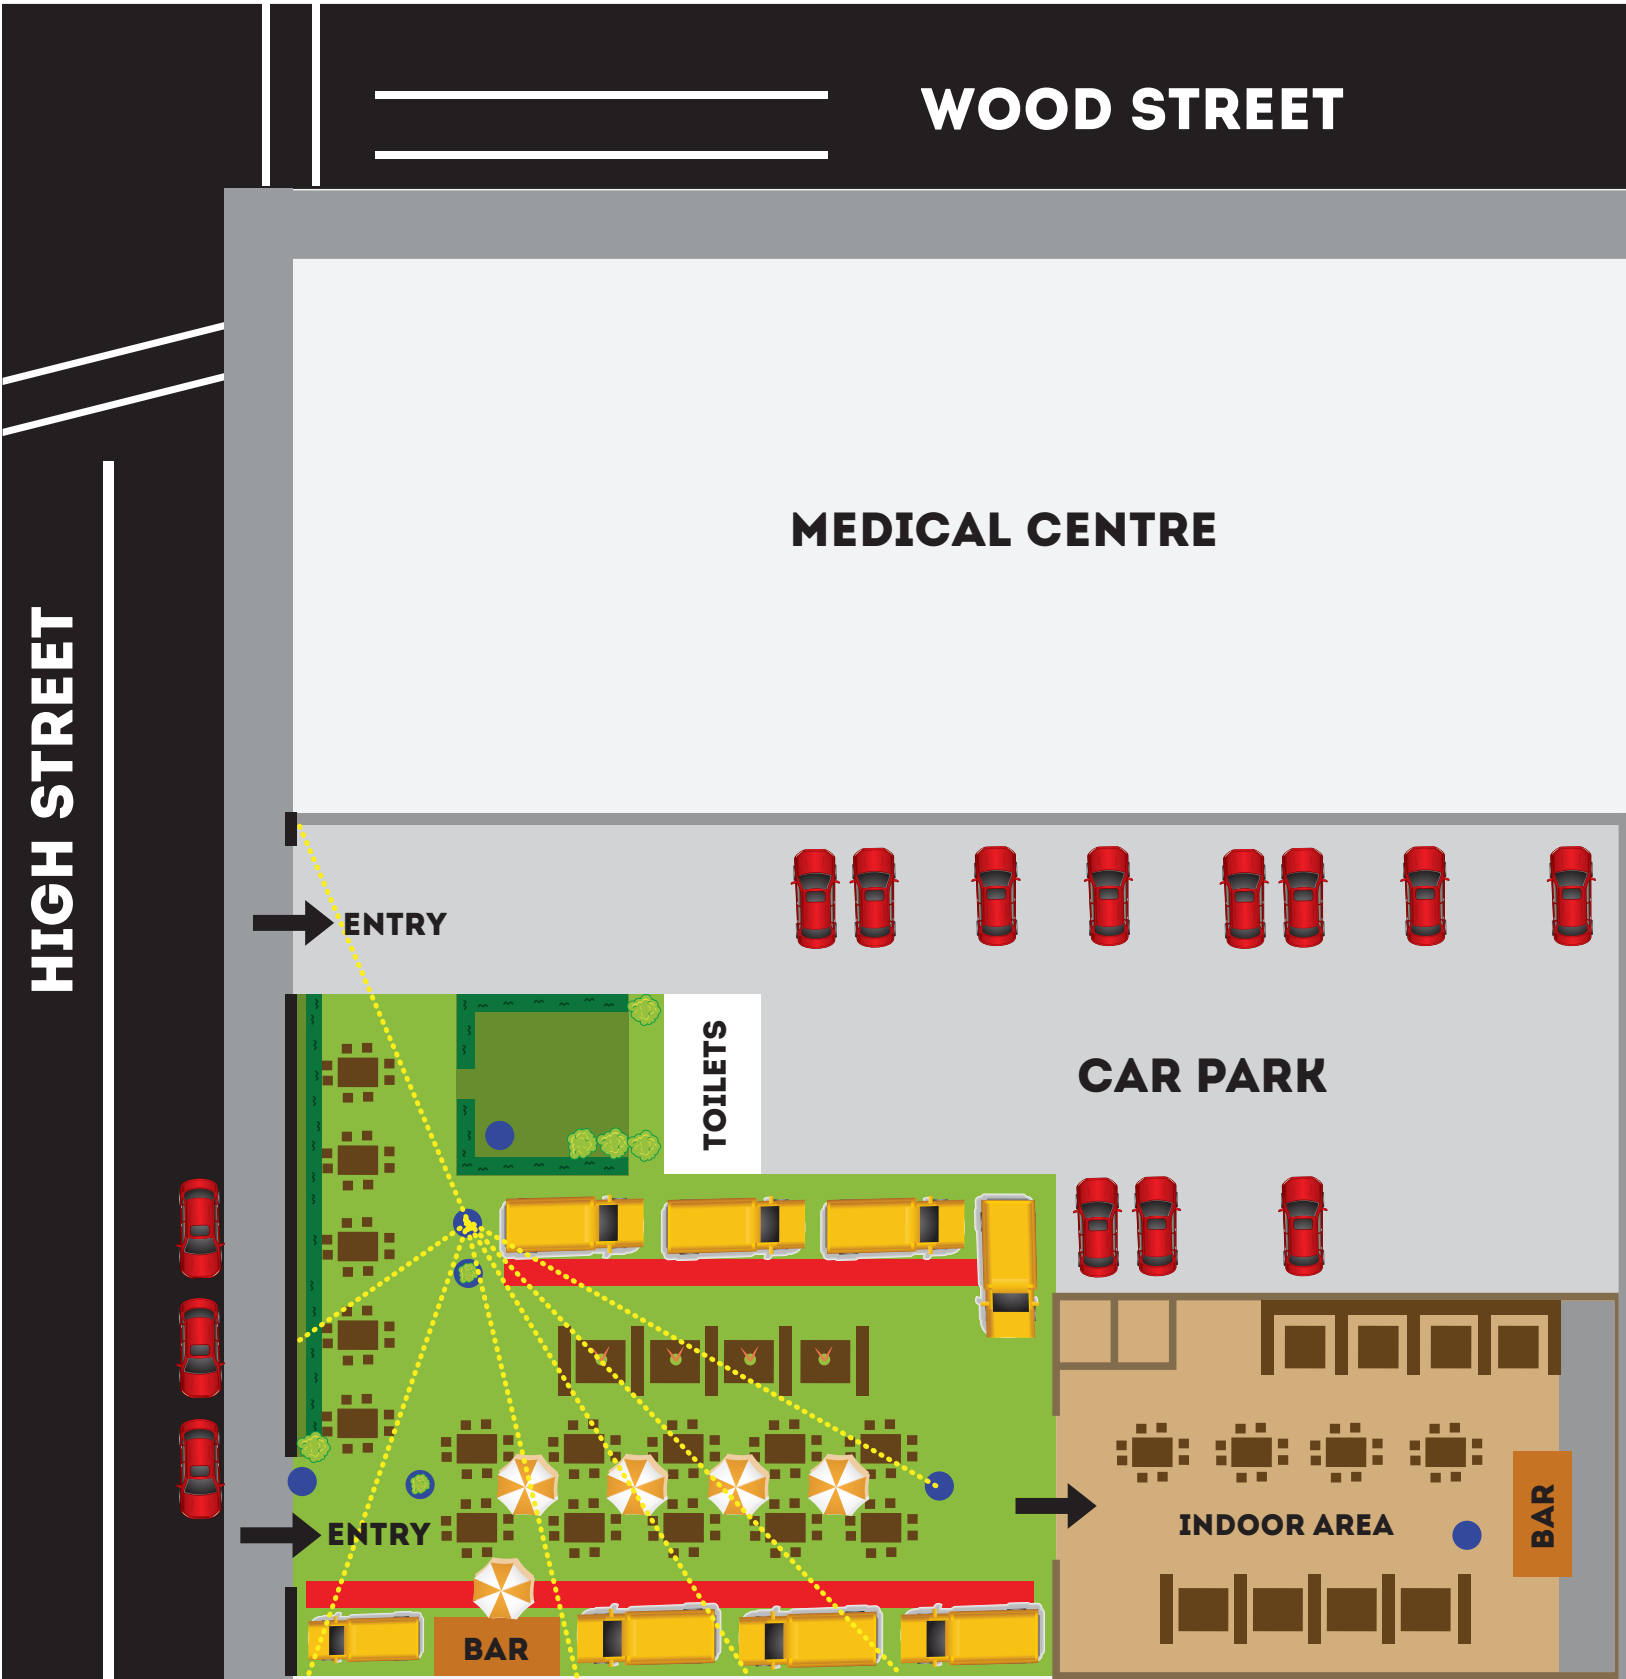 WOOD STREET
MEDICAL CENTRE
HIGH STREET
ENTRY
TOILETS
CAR PARK
ENTRY
INDOOR AREA
BAR
BAR